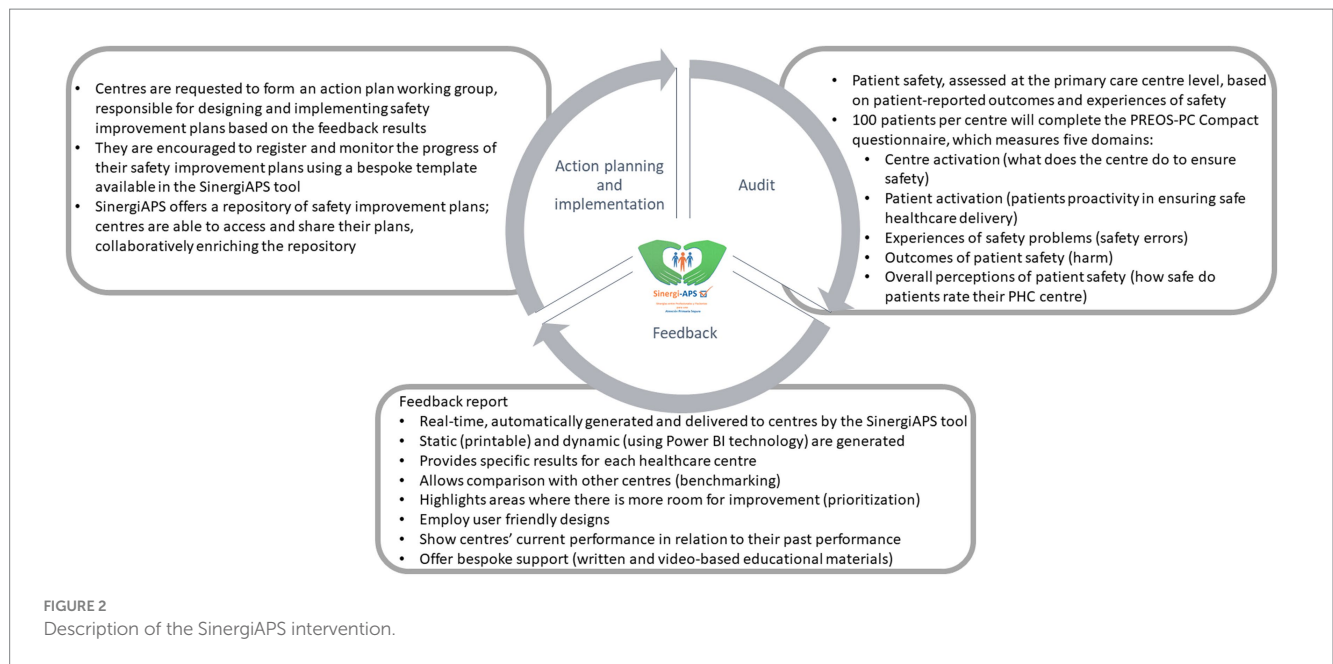 • Centres are requested to form an action plan working group,
responsible for designing and implementing safety
improvement plans based on the feedback results
• They are encouraged to register and monitor the progress of
their safety improvement plans using a bespoke template
available in the SinergiAPS tool
• SinergiAPS offers a repository of safety improvement plans;
centres are able to access and share their plans,
collaboratively enriching the repository
Action planning
and
implementation
Audit
• Patient safety, assessed at the primary care centre level, based
on patient-reported outcomes and experiences of safety
• 100 patients per centre will complete the PREOS-PC Compact
questionnaire, which measures five domains:
• Centre activation (what does the centre do to ensure
safety)
• Patient activation (patients proactivity in ensuring safe
healthcare delivery)
• Experiences of safety problems (safety errors)
• Outcomes of patient safety (harm)
• Overall perceptions of patient safety (how safe do
patients rate their PHC centre)
Sinergi-APS
Feedback
Feedback report
• Real-time, automatically generated and delivered to centres by the SinergiAPS tool
• Static (printable) and dynamic (using Power BI technology) are generated
• Provides specific results for each healthcare centre
• Allows comparison with other centres (benchmarking)
• Highlights areas where there is more room for improvement (prioritization)
• Employ user friendly designs
• Show centres' current performance in relation to their past performance
• Offer bespoke support (written and video-based educational materials)
FIGURE 2
Description of the SinergiAPS intervention.